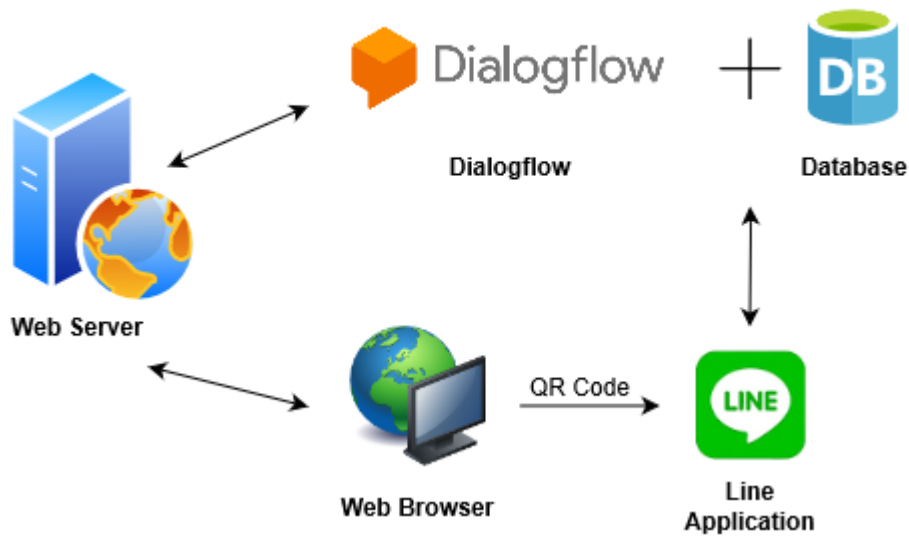 Dialogflow
DB
Dialogflow
Database
Web Server
QR Code
LINE
Web Browser
Line
Application